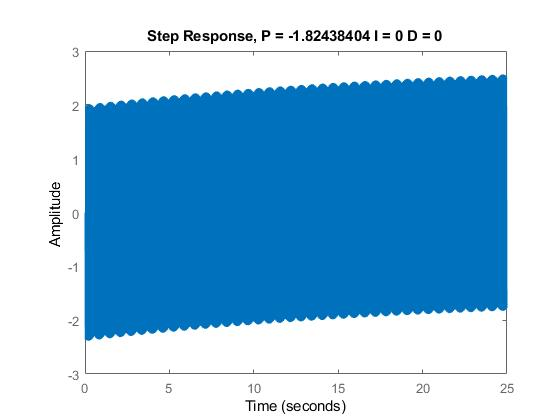 Step Response, P = -1.82438404 I = 0 D = 0
3
2
1
0
-1
-2
-3
Amplitude
0 5 10 15 20 25
Time (seconds)